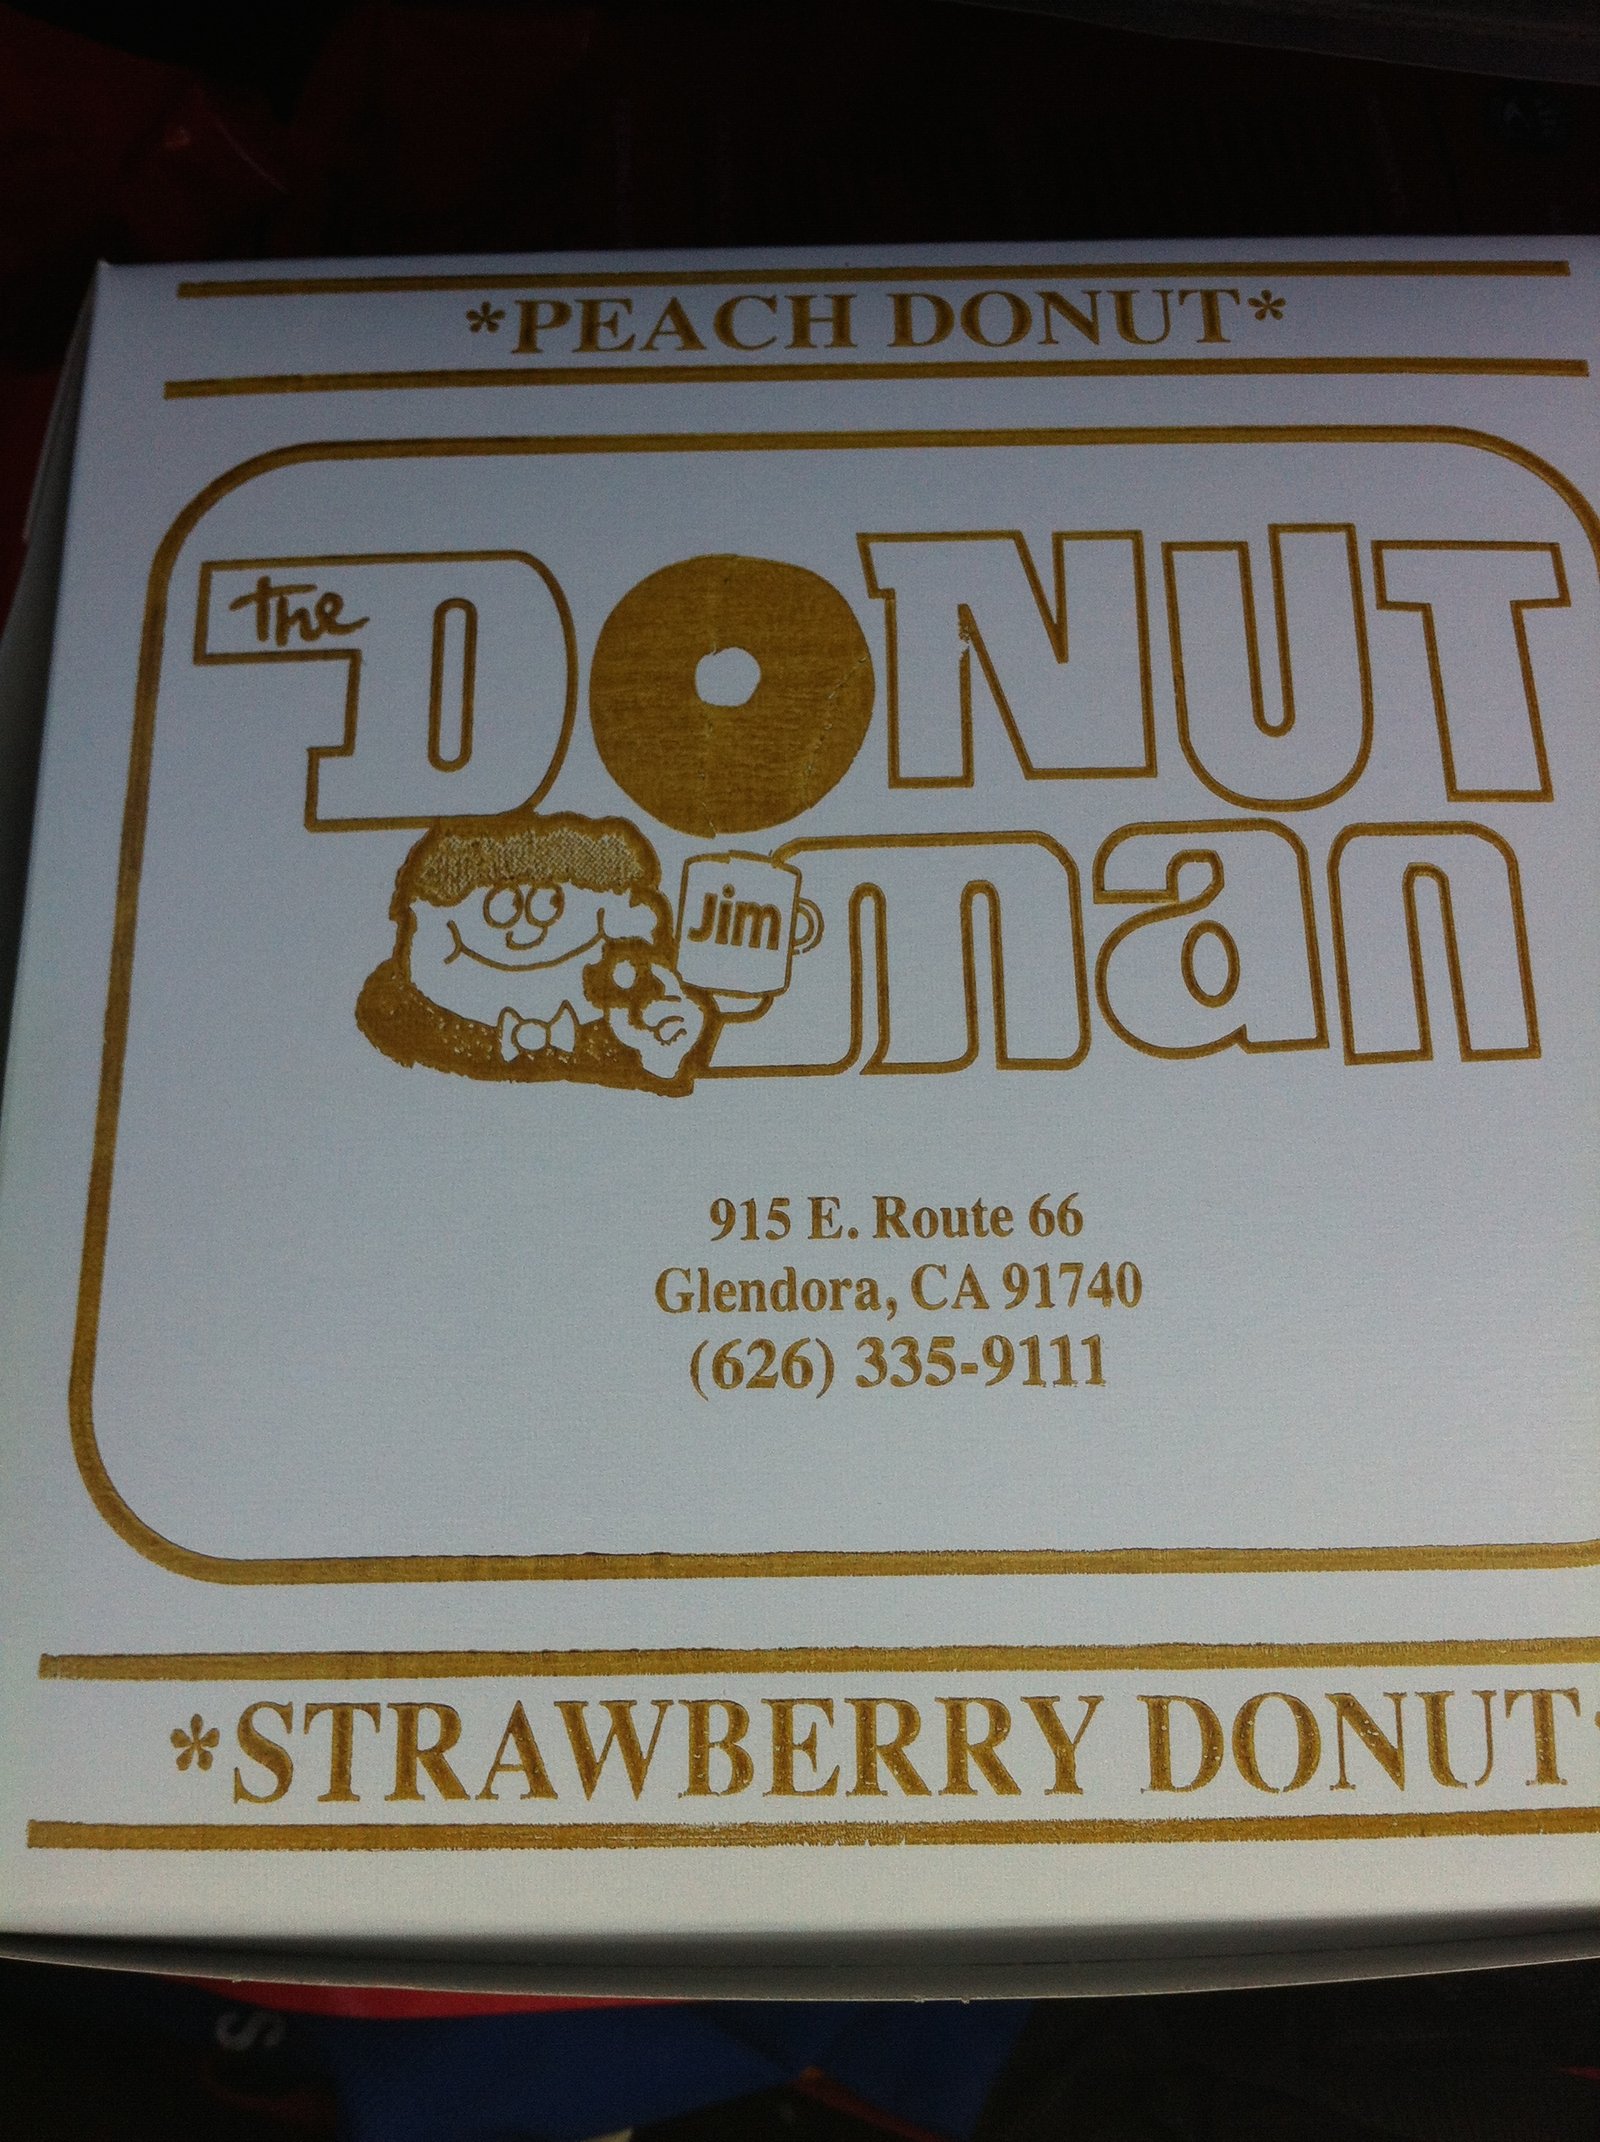 *PEACH DONUT*
the DONUT
Jim man
915 E. Route 66
Glendora, CA 91740
(626) 335-9111
*STRAWBERRY DONUT*
S